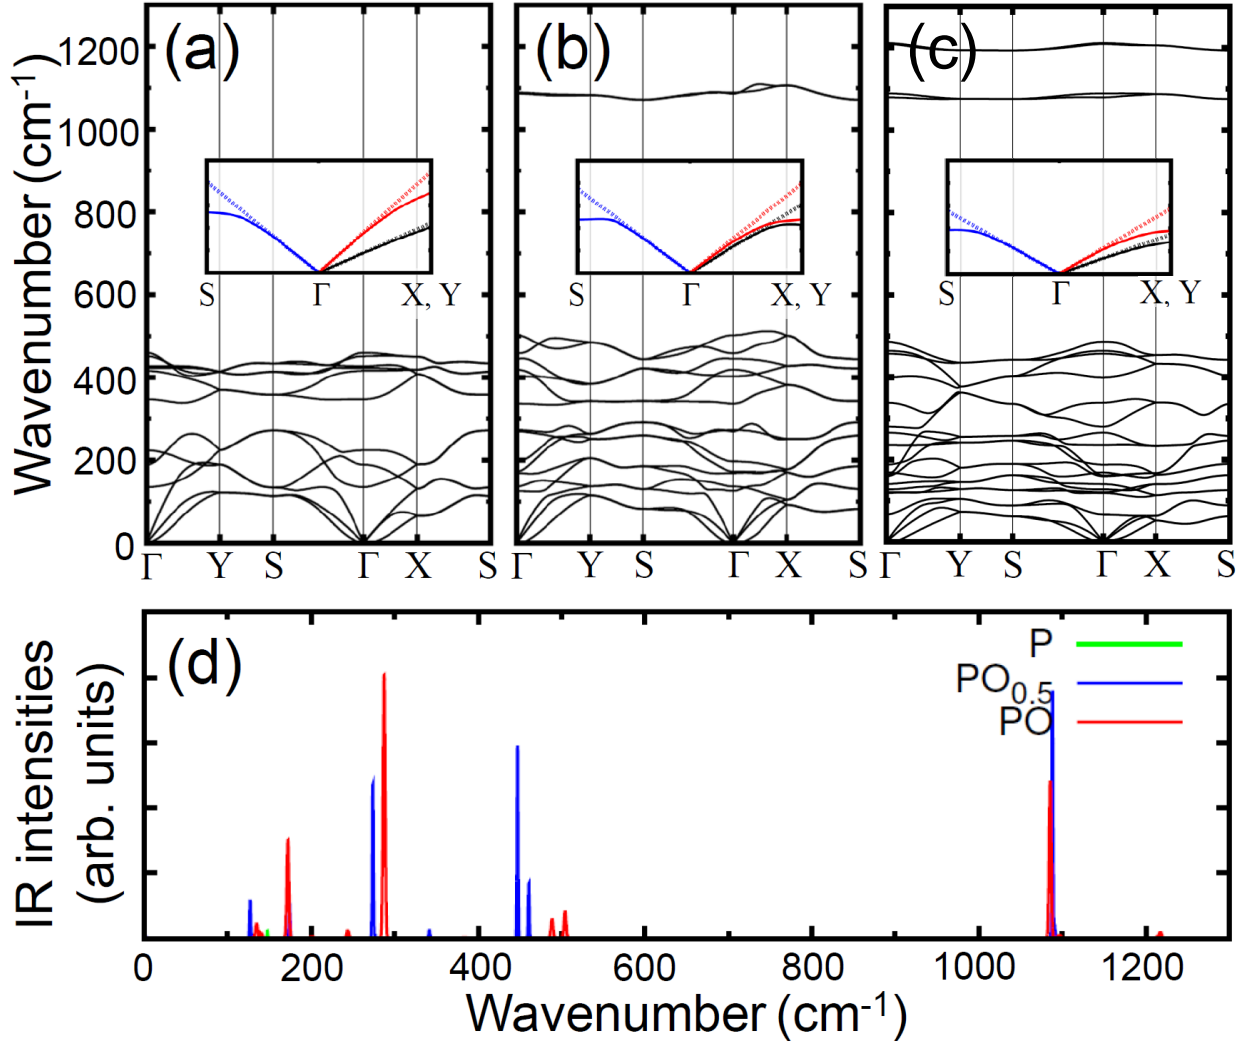 (a) (b) (c)
Wavenumber (cm-1)
1200
1000
800
600
400
200
0
S Γ X, Y
S Γ X, Y
S Γ X, Y
Γ Y S Γ X S
Γ Y S Γ X S
Γ Y S Γ X S
(d)
IR intensities
(arb. units)
P
PO0.5
PO
0 200 400 600 800 1000 1200
Wavenumber (cm-1)